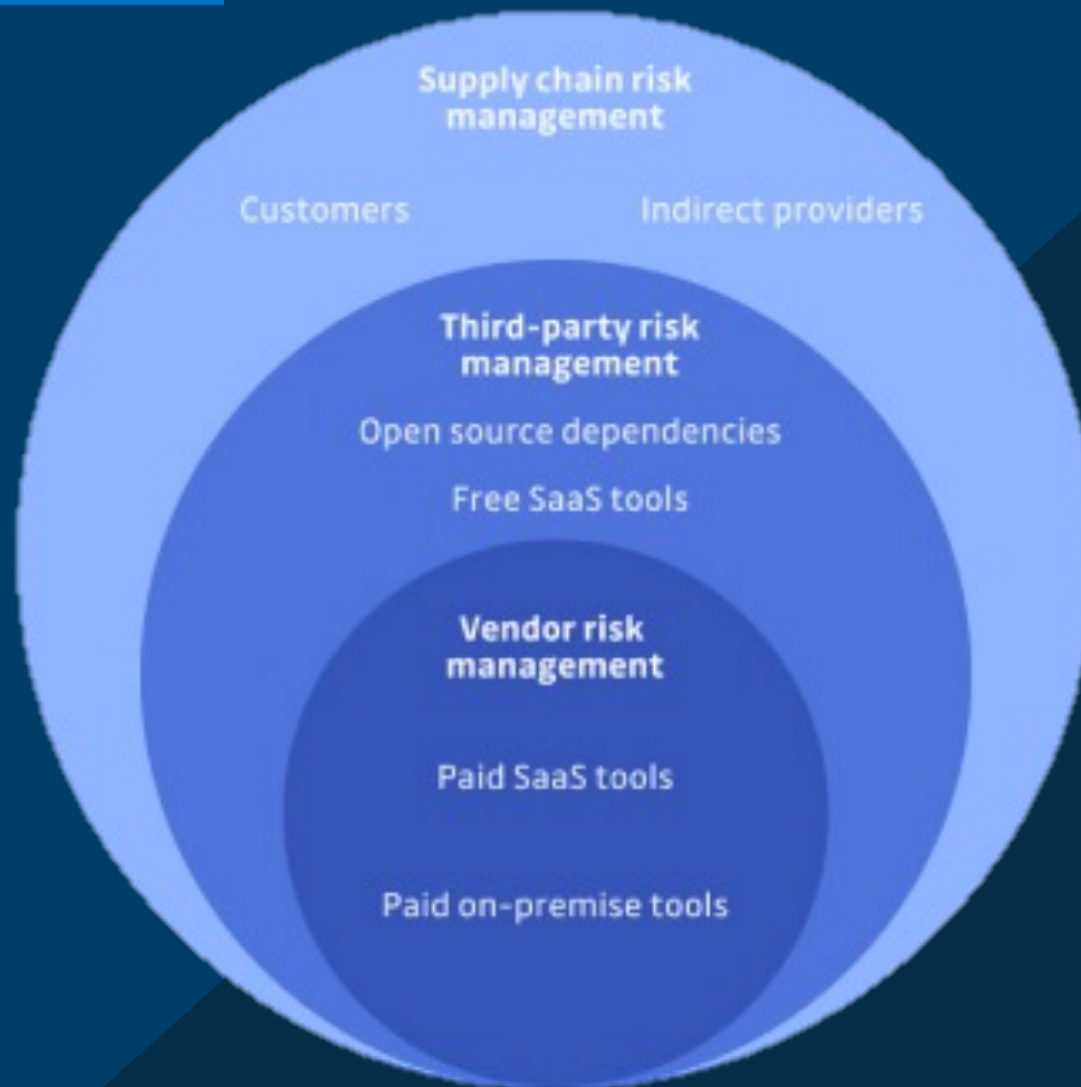 Supply chain risk
management
Customers
Indirect providers
Third-party risk
management
Open source dependencies
Free SaaS tools
Vendor risk
management
Paid SaaS tools
Paid on-premise tools